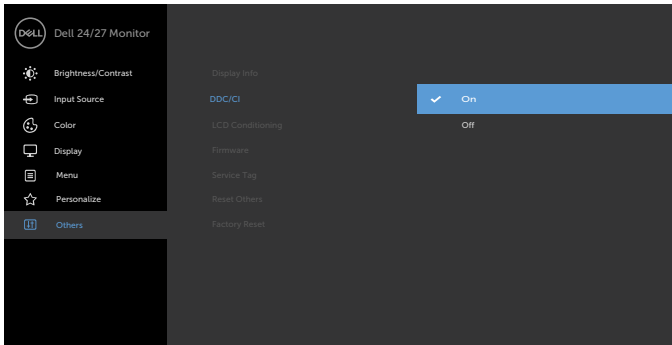 DELL Dell 24/27 Monitor
Brightness/Contrast
Input Source
Color
Display
Menu
Personalize
Others
Display Info
DDC/CI
LCD Conditioning
Firmware
Service Tag
Reset Others
Factory Reset
On
Off